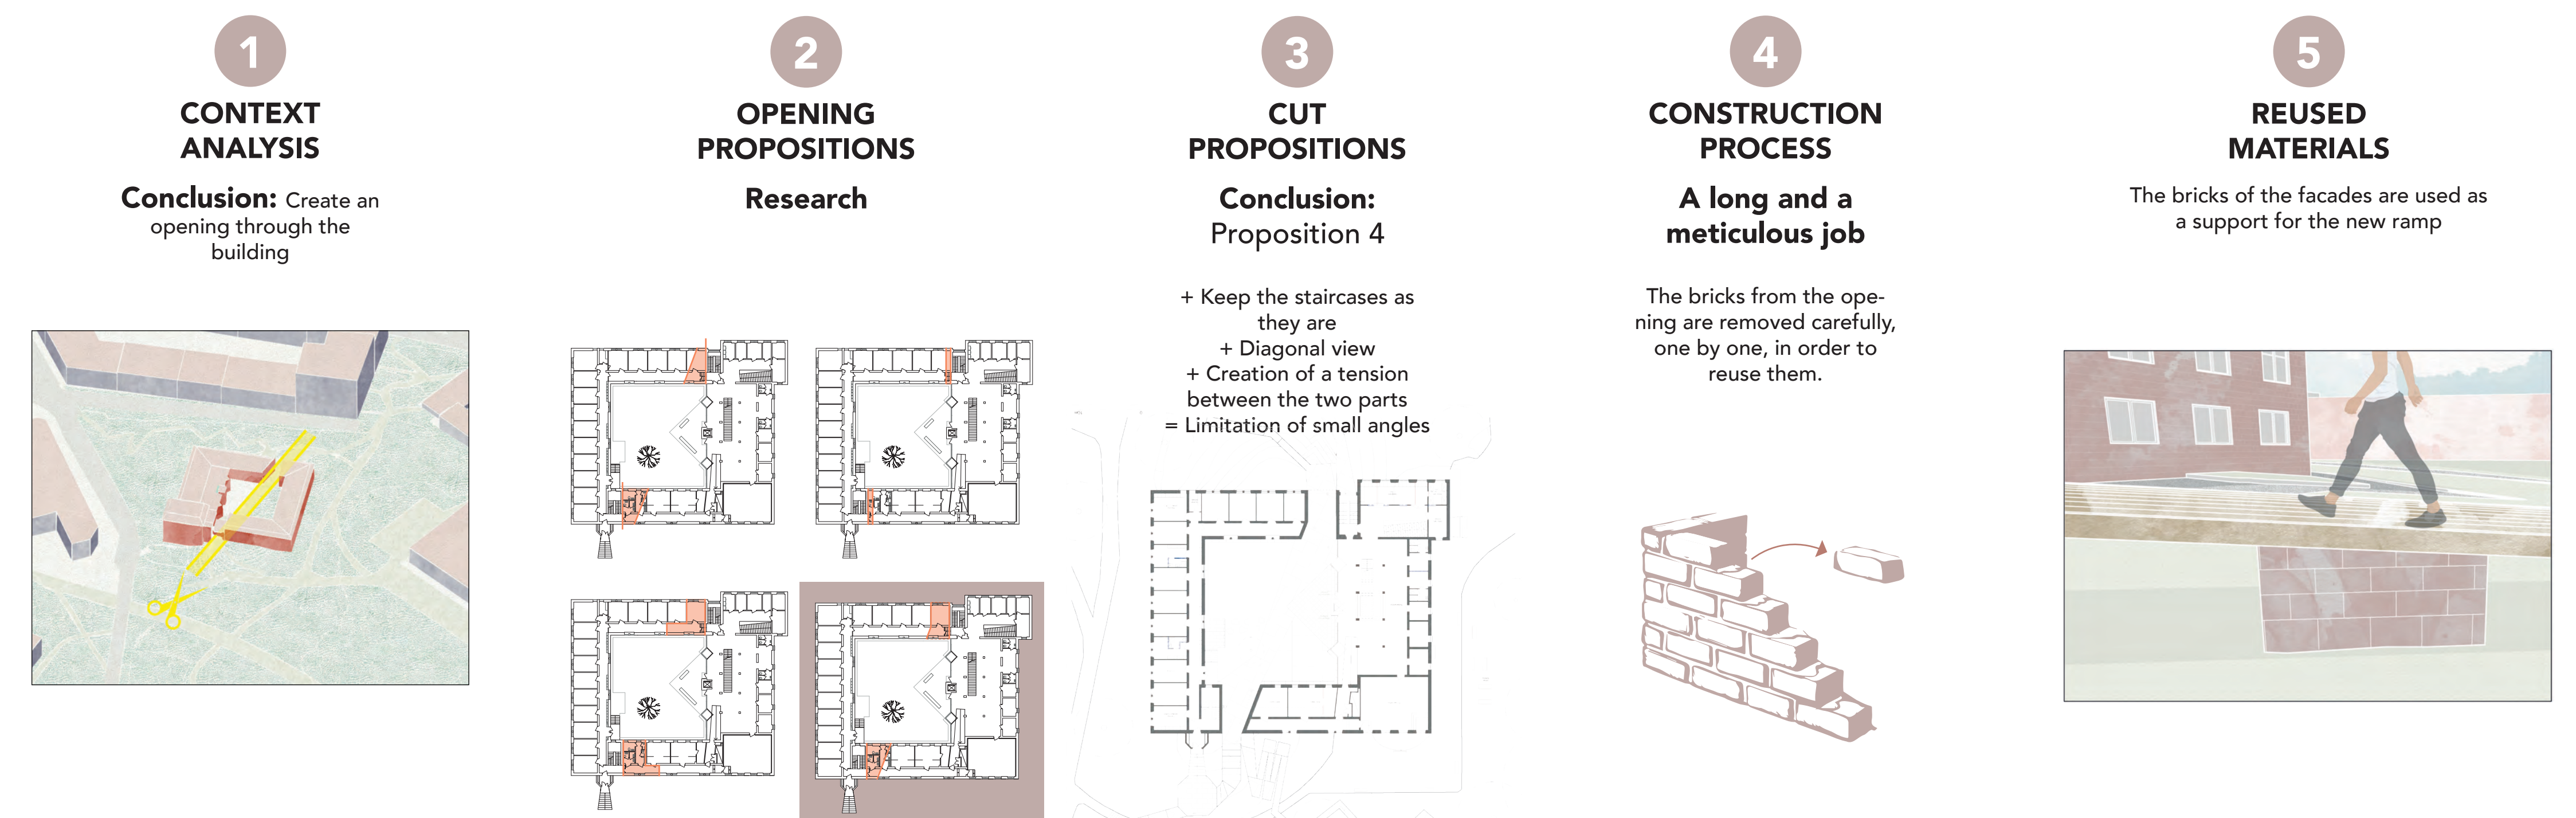 1
CONTEXT
ANALYSIS
Conclusion: Create an
opening through the
building
2
OPENING
PROPOSITIONS
Research
3
CUT
PROPOSITIONS
Conclusion:
Proposition 4
+ Keep the staircases as
they are
+ Diagonal view
+ Creation of a tension
between the two parts
= Limitation of small angles
4
CONSTRUCTION
PROCESS
A long and a
meticulous job
The bricks from the ope-
ning are removed carefully,
one by one, in order to
reuse them.
5
REUSED
MATERIALS
The bricks of the facades are used as
a support for the new ramp